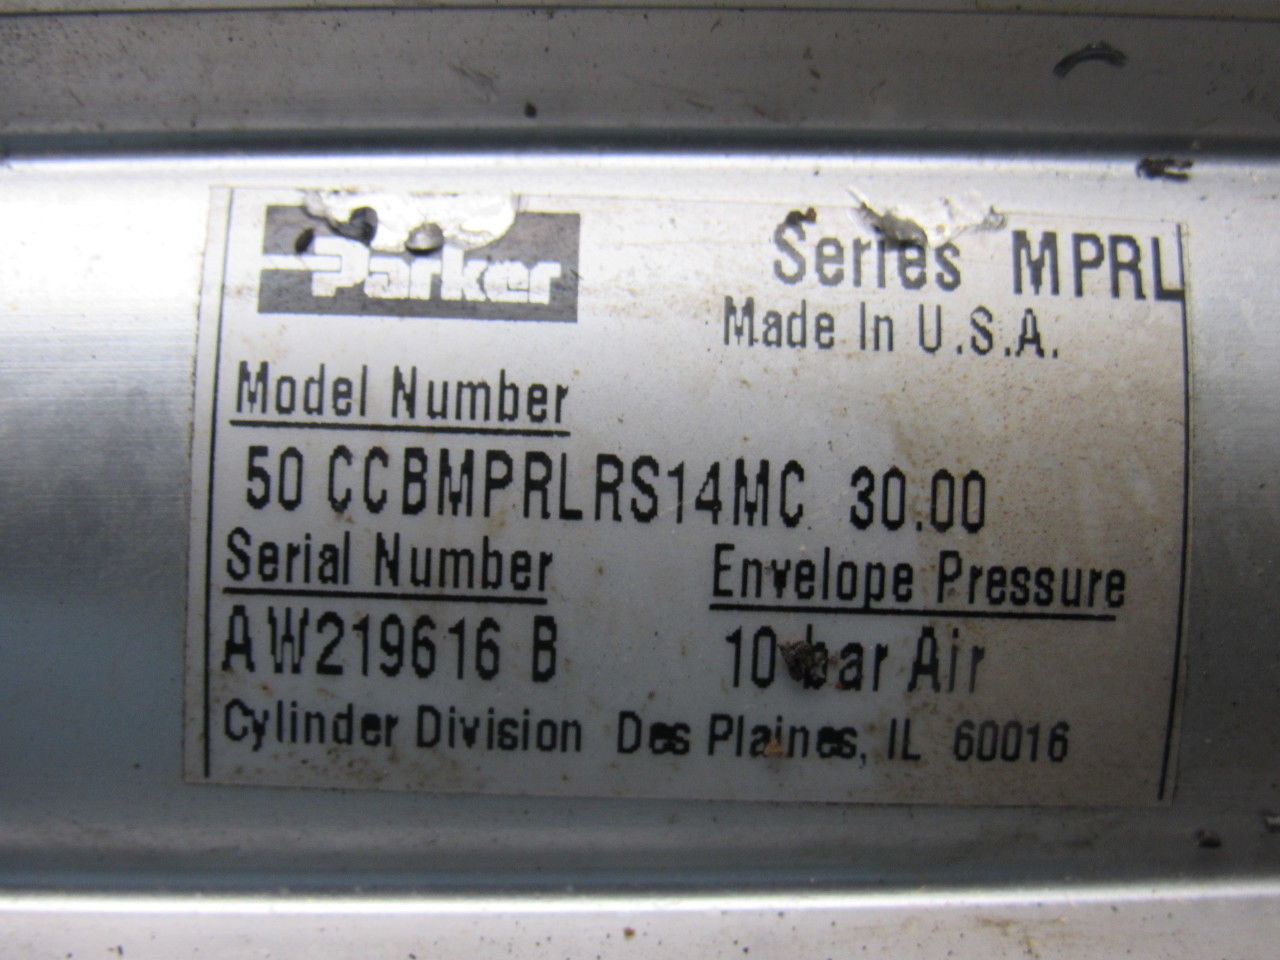 Parker
Series MPRL
Made In U.S.A.
Model Number
50 CCBMPRLRS14MC 30.00
Serial Number Envelope Pressure
AW219616 B 10 bar Air
Cylinder Division Des Plaines, IL 60016